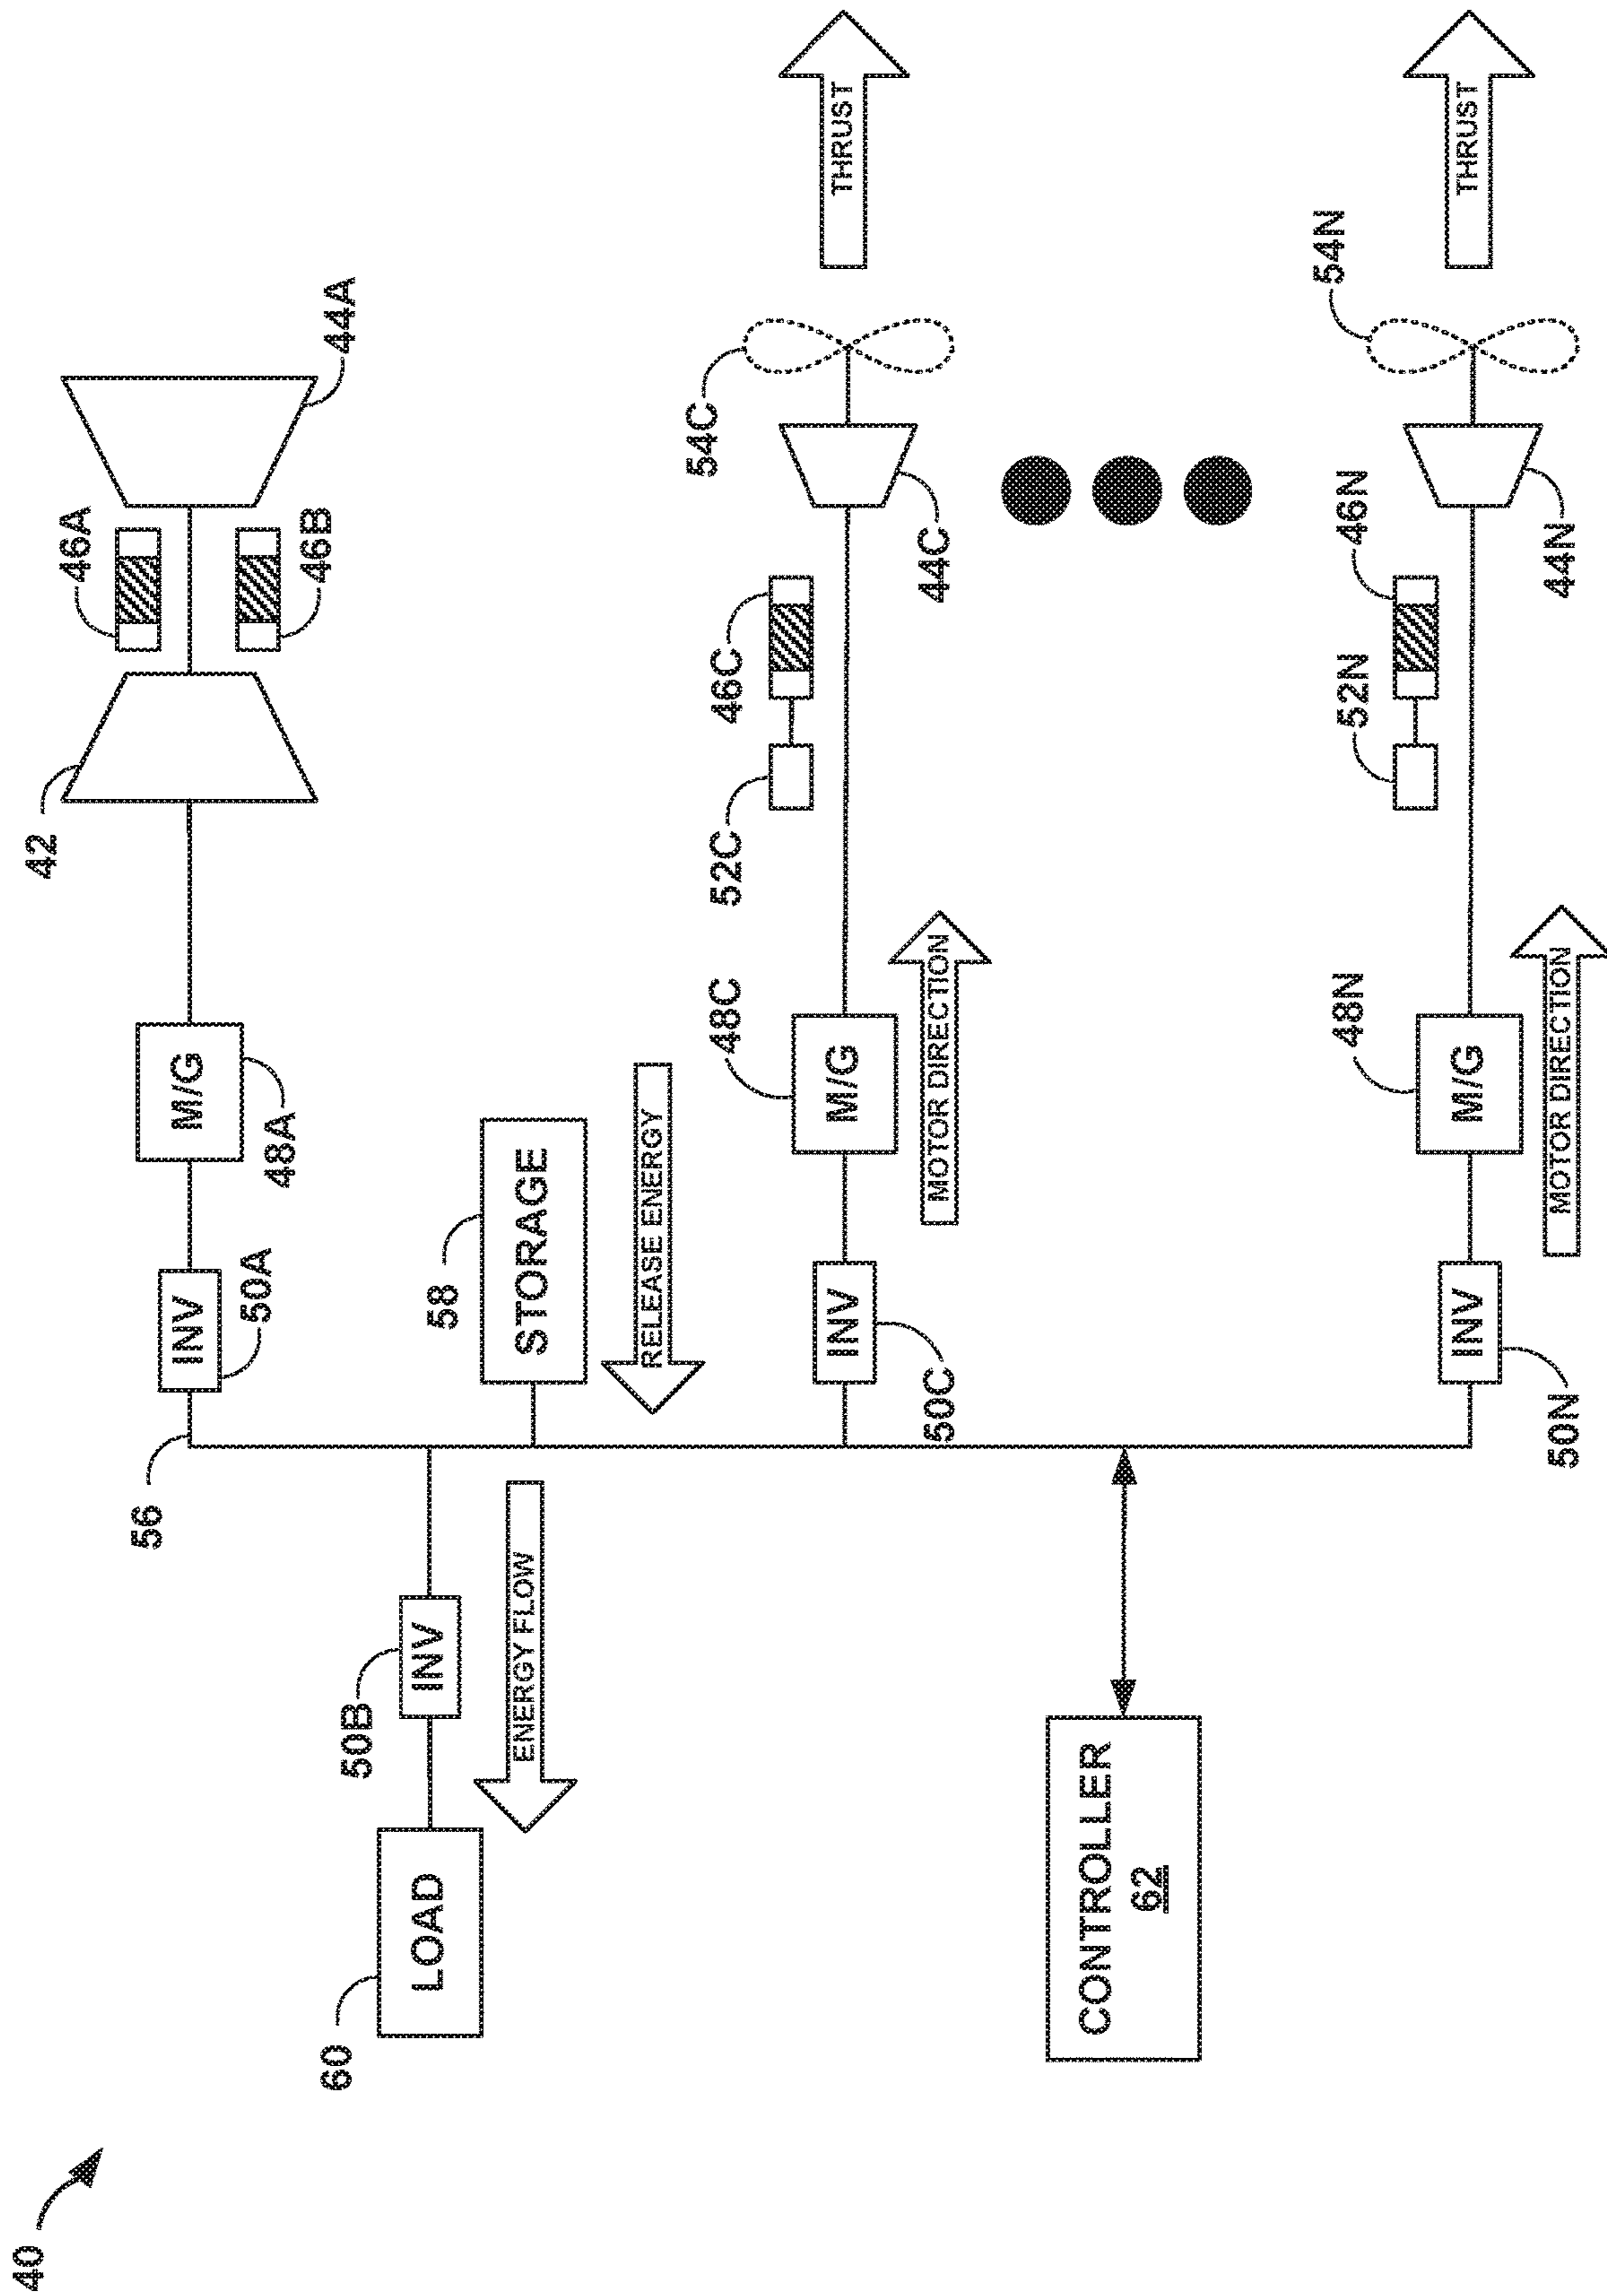 40
42
44A
46A
46B
48A
M/G
INV
50A
56
58
STORAGE
RELEASE ENERGY
50B
INV
ENERGY FLOW
60
LOAD
54C
THRUST
44C
46C
52C
48C
M/G
MOTOR DIRECTION
INV
50C
CONTROLLER
62
54N
THRUST
44N
46N
52N
48N
M/G
MOTOR DIRECTION
INV
50N